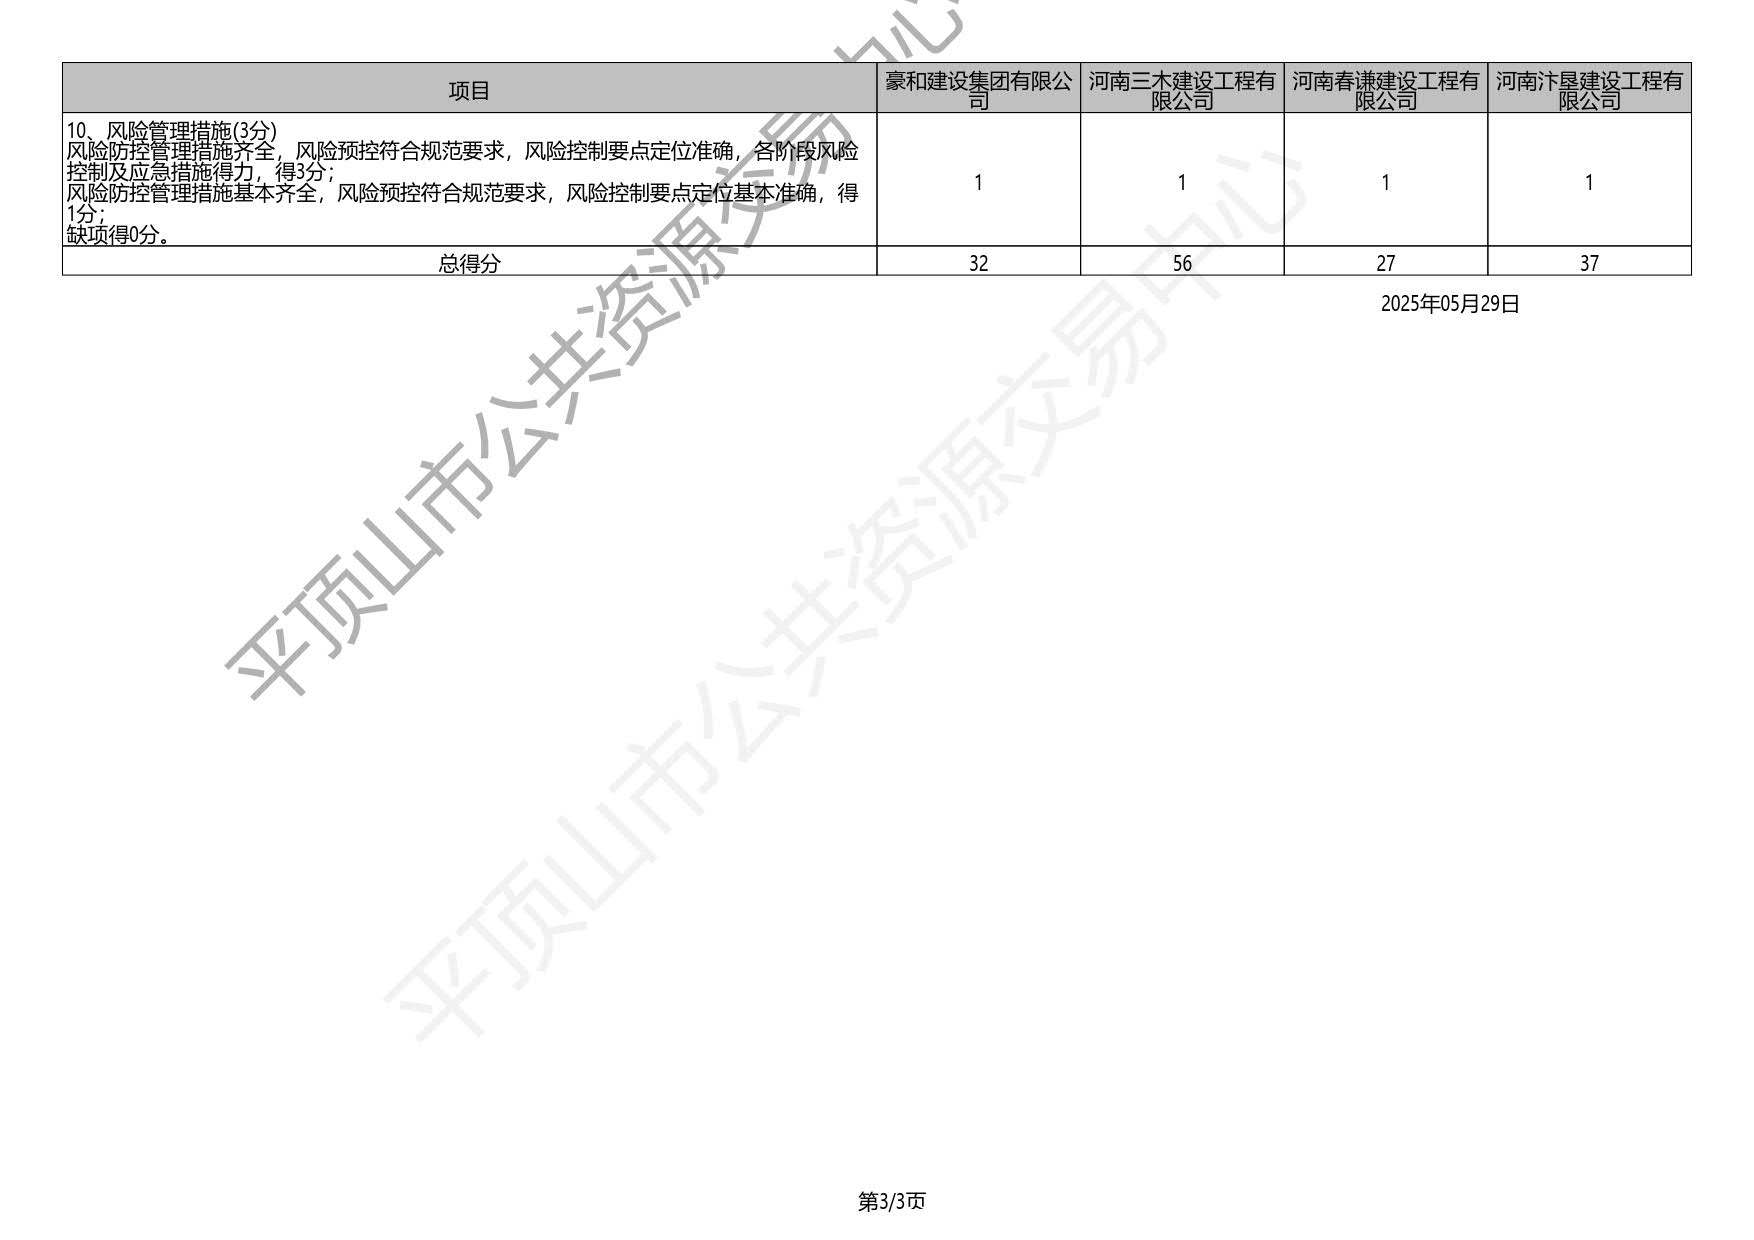 项目
豪和建设集团有限公
司
河南三木建设工程有
限公司
河南春谦建设工程有
限公司
河南汴垦建设工程有
限公司
10、风险管理措施(3分)
风险防控管理措施齐全，风险预控符合规范要求，风险控制要点定位准确，各阶段风险
控制及应急措施得力，得3分；
风险防控管理措施基本齐全，风险预控符合规范要求，风险控制要点定位基本准确，得
1分；
缺项得0分。
1
1
1
1
总得分
32
56
27
37
2025年05月29日
平顶山市公共资源交易中心
平顶山市公共资源交易中心
第3/3页